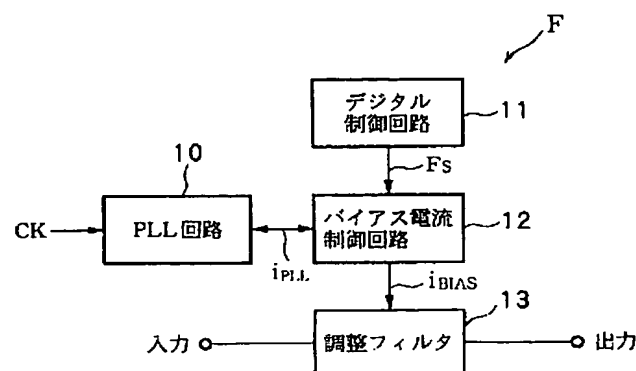 F
デジタル
制御回路
11
Fs
10
CK
PLL回路
iPLL
バイアス電流
制御回路
12
iBIAS
13
入力
調整フィルタ
出力